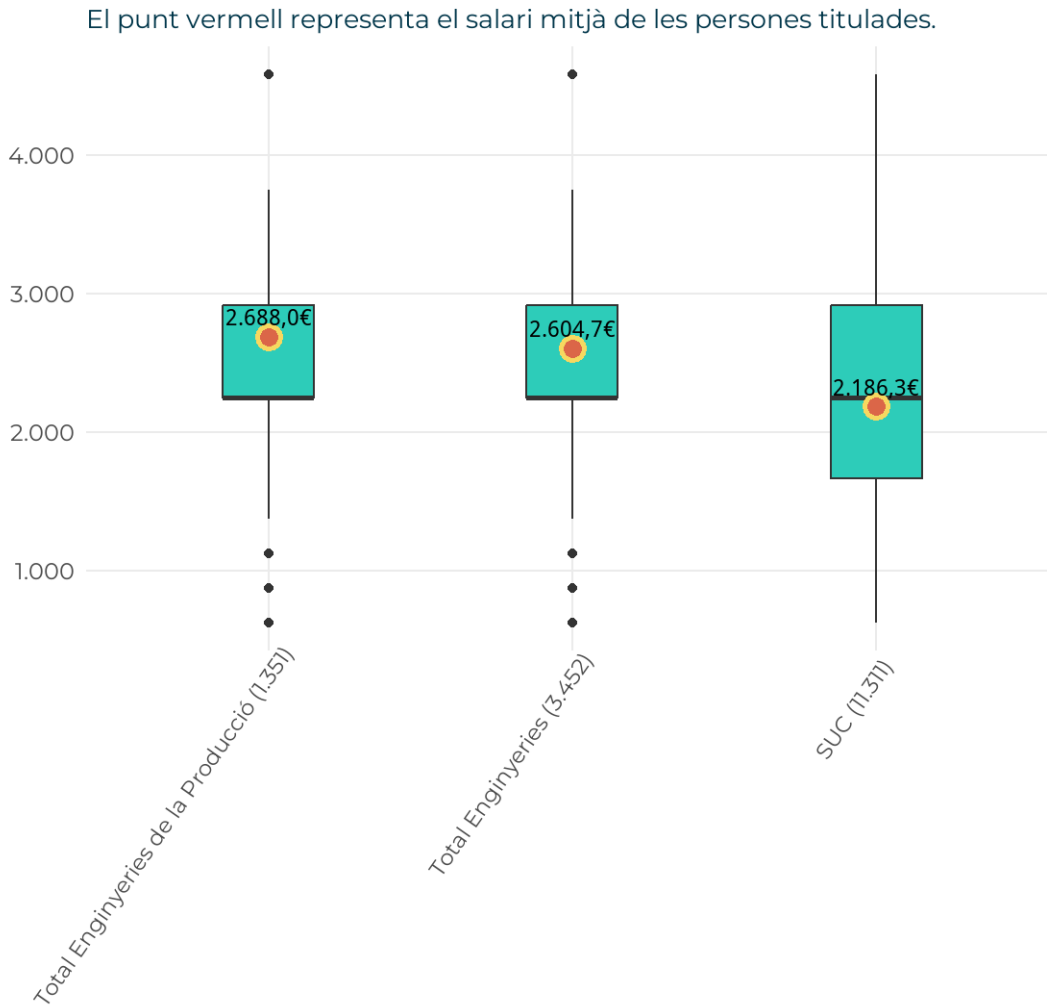 El punt vermell representa el salari mitjà de les persones titulades.
4.000
3.000
2.000
1.000
2.688,0€
2.604,7€
2.186,3€
Total Enginyeries de la Producció (1.351)
Total Enginyeries (3.452)
SUC (11.311)